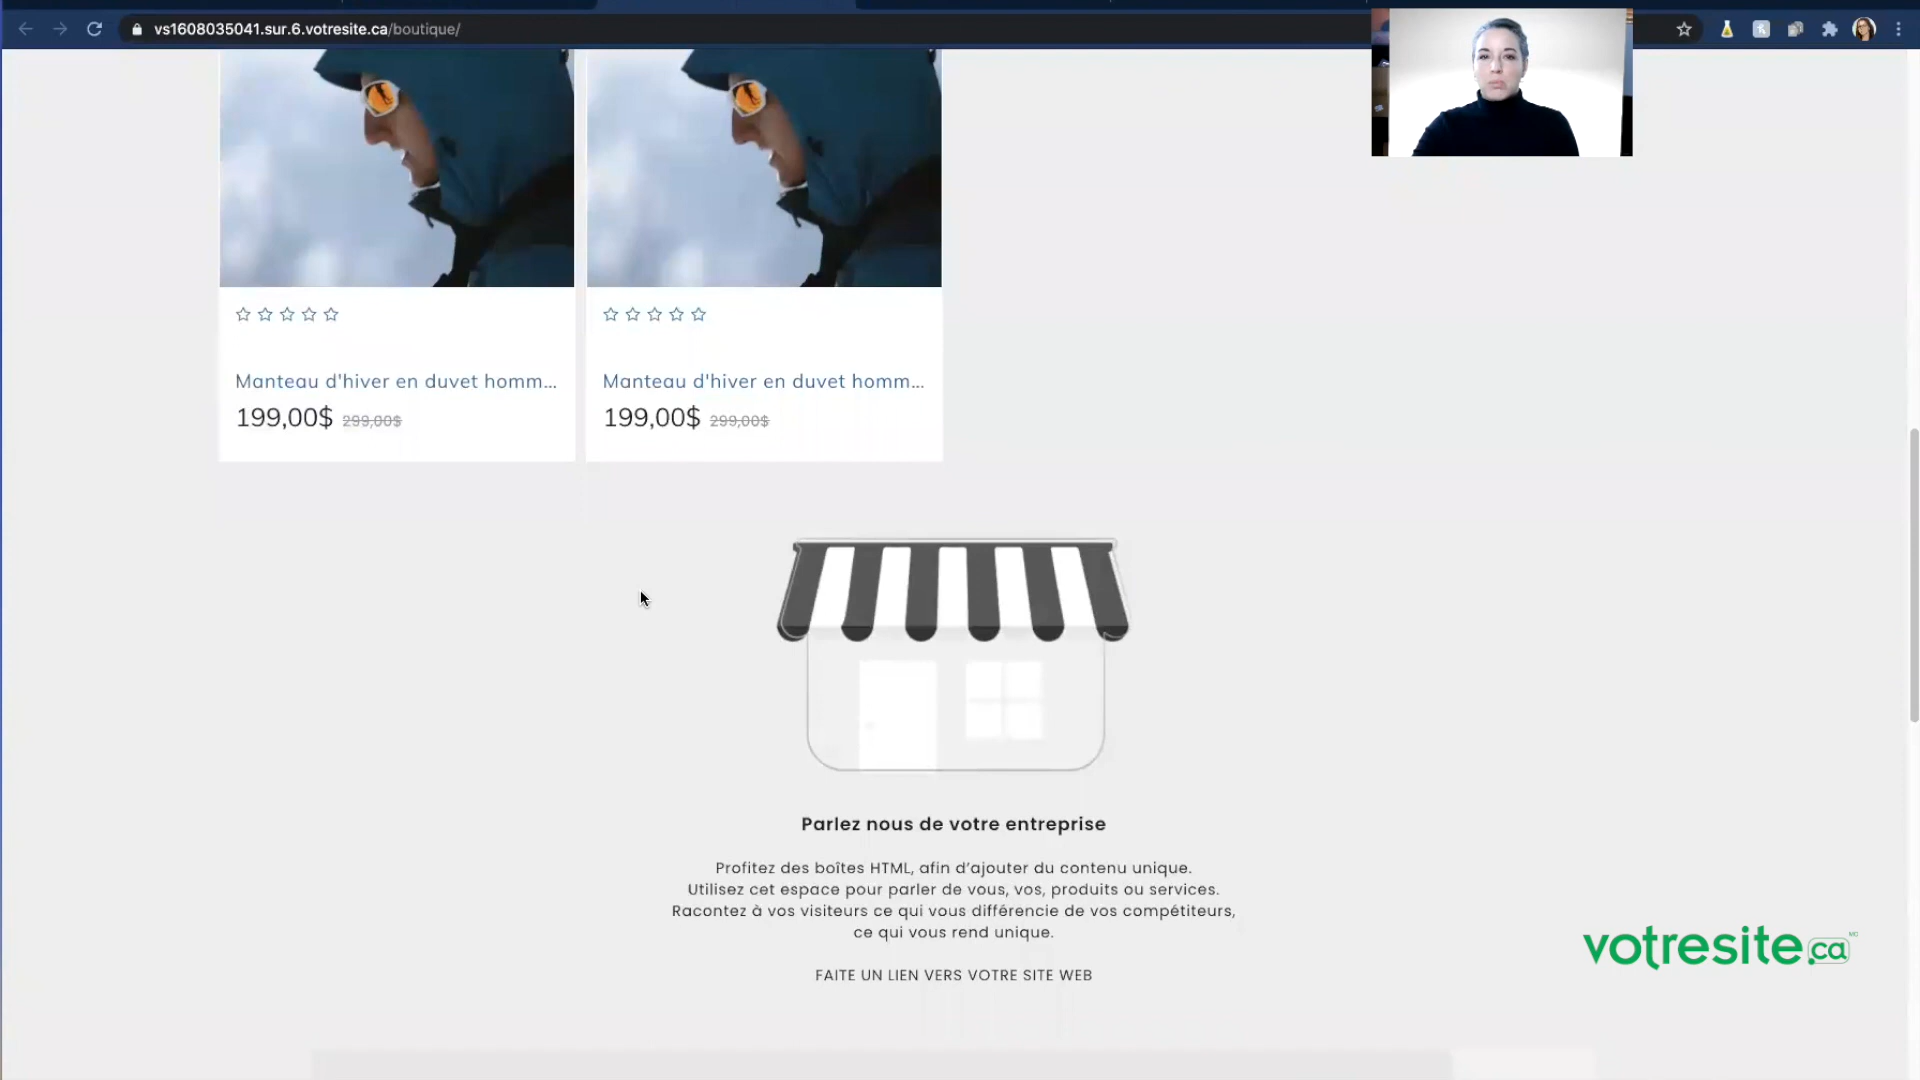 vs1608035041.sur.6.votresite.ca/boutique/
Manteau d'hiver en duvet homm...
199,00$ 299,00$
Manteau d'hiver en duvet homm...
199,00$ 299,00$
Parlez nous de votre entreprise
Profitez des boîtes HTML, afin d'ajouter du contenu unique.
Utilisez cet espace pour parler de vous, vos, produits ou services.
Racontez à vos visiteurs ce qui vous différencie de vos compétiteurs,
ce qui vous rend unique.
FAITE UN LIEN VERS VOTRE SITE WEB
votresite.ca MC